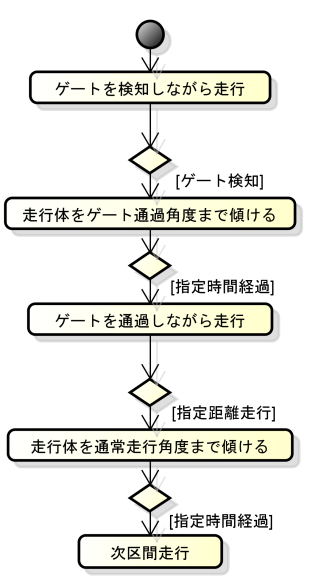 ゲートを検知しながら走行
[ゲート検知]
走行体をゲート通過角度まで傾ける
[指定時間経過]
ゲートを通過しながら走行
[指定距離走行]
走行体を通常走行角度まで傾ける
[指定時間経過]
次区間走行